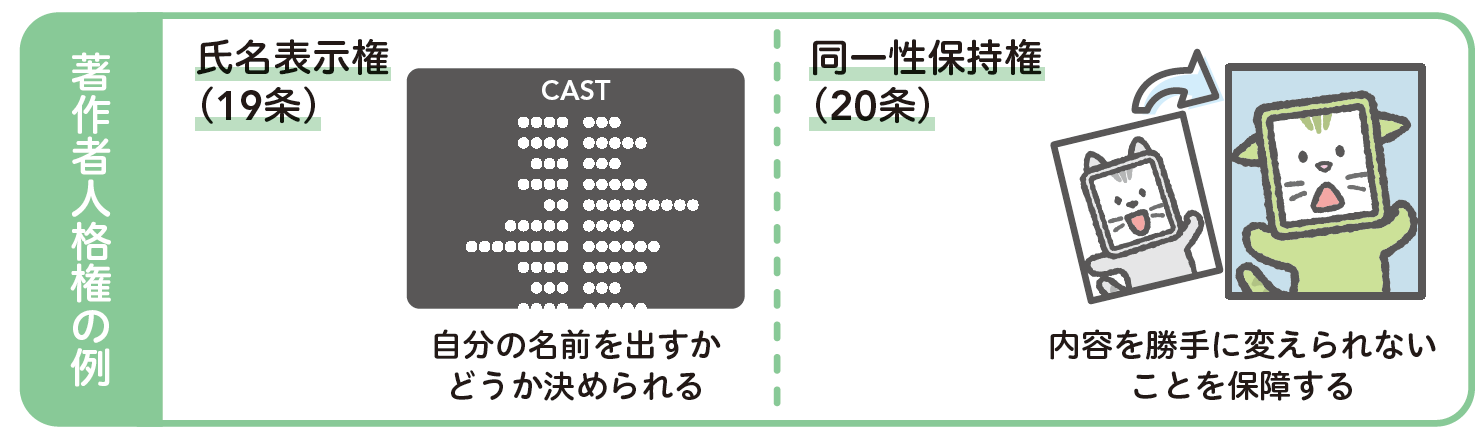 著作者人格権の例
氏名表示権
（19条）
CAST
自分の名前を出すか
どうか決められる
同一性保持権
（20条）
内容を勝手に変えられない
ことを保障する